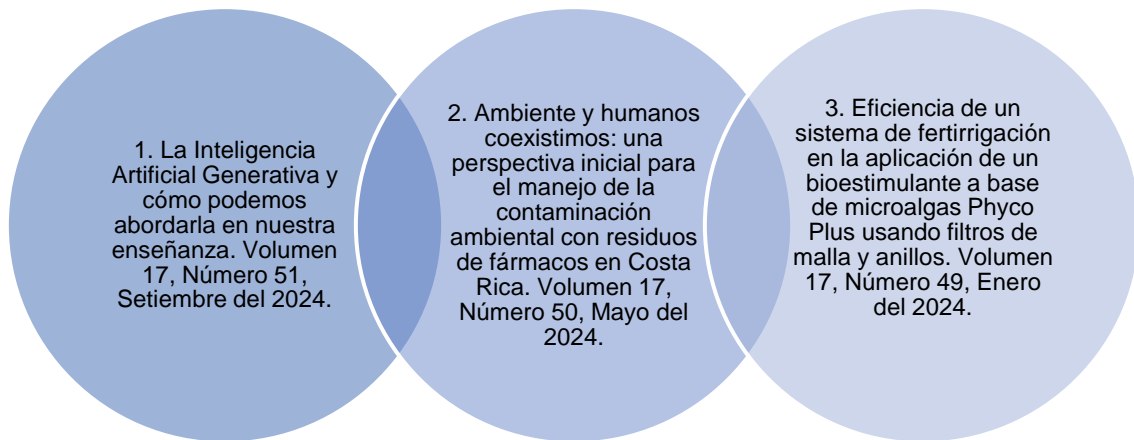 1. La Inteligencia
Artificial Generativa y
cómo podemos
abordarla en nuestra
enseñanza. Volumen
17, Número 51,
Setiembre del 2024.
2. Ambiente y humanos
coexistimos: una
perspectiva inicial para
el manejo de la
contaminación
ambiental con residuos
de fármacos en Costa
Rica. Volumen 17,
Número 50, Mayo del
2024.
3. Eficiencia de un
sistema de fertirrigación
en la aplicación de un
bioestimulante a base
de microalgas Phyco
Plus usando filtros de
malla y anillos. Volumen
17, Número 49, Enero
del 2024.